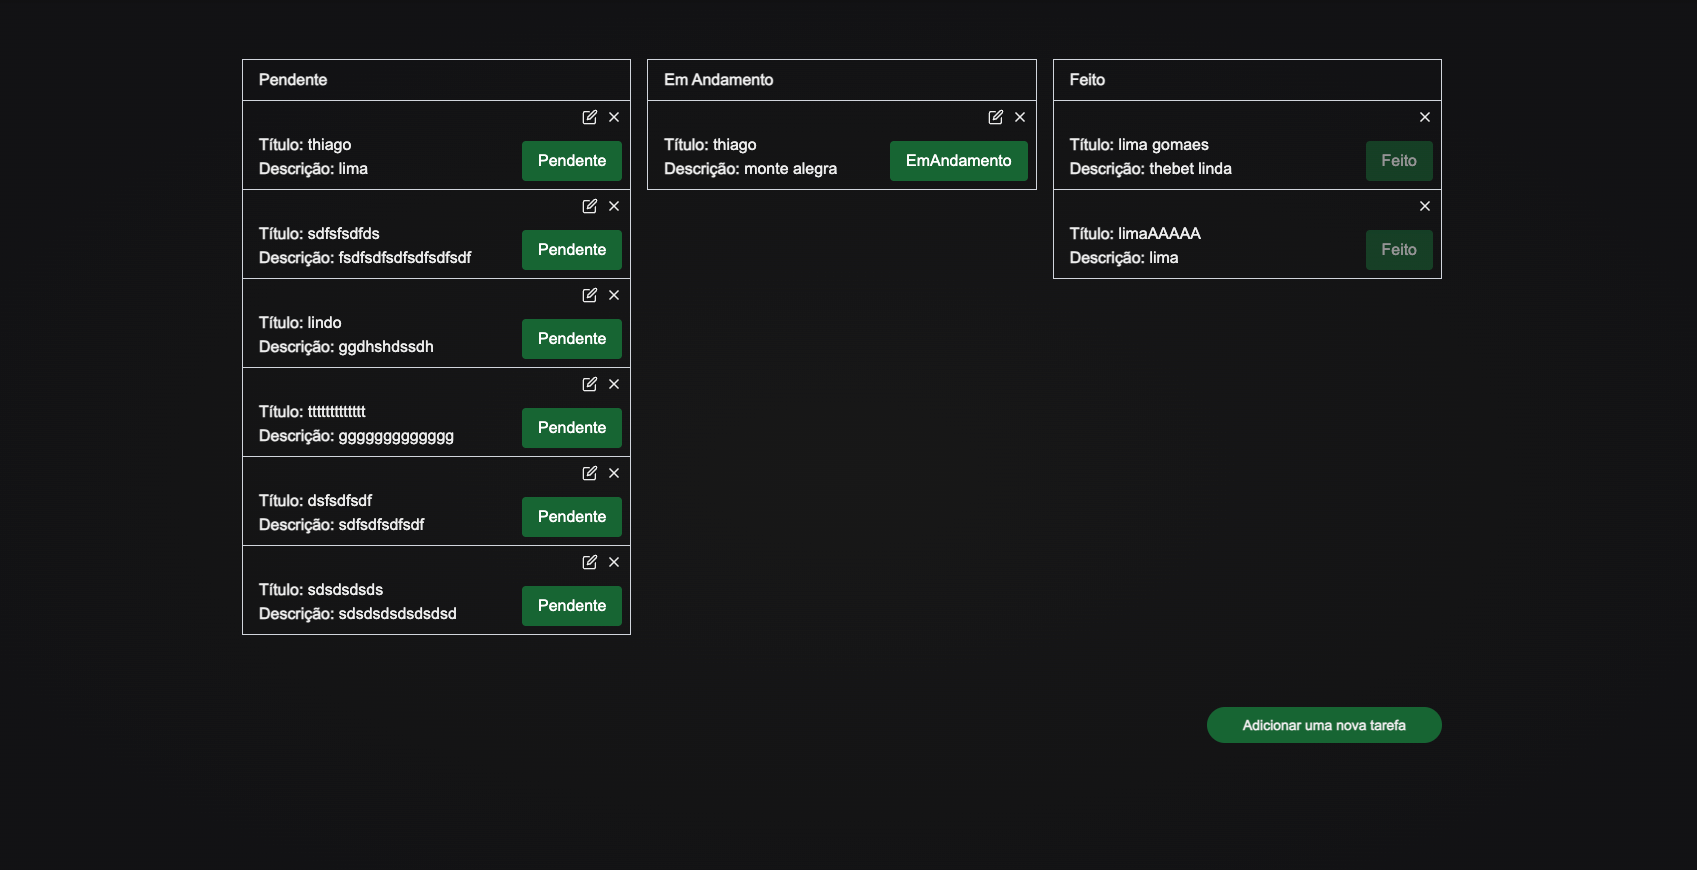 Pendente
Título: thiago
Descrição: lima
Pendente
Título: sdfsfsdfds
Descrição: fsdfsdfsdfsdfsdfsdf
Pendente
Título: lindo
Descrição: ggdhshdssdh
Pendente
Título: ttttttttttttt
Descrição: ggggggggggggg
Pendente
Título: dsfsdfsdf
Descrição: sdfsdfsdfsdf
Pendente
Título: sdsdsdsds
Descrição: sdsdsdsdsdsdsd
Pendente
Em Andamento
Título: thiago
Descrição: monte alegra
EmAndamento
Feito
Título: lima gomaes
Descrição: thebet linda
Feito
Título: limaAAAAA
Descrição: lima
Feito
Adicionar uma nova tarefa